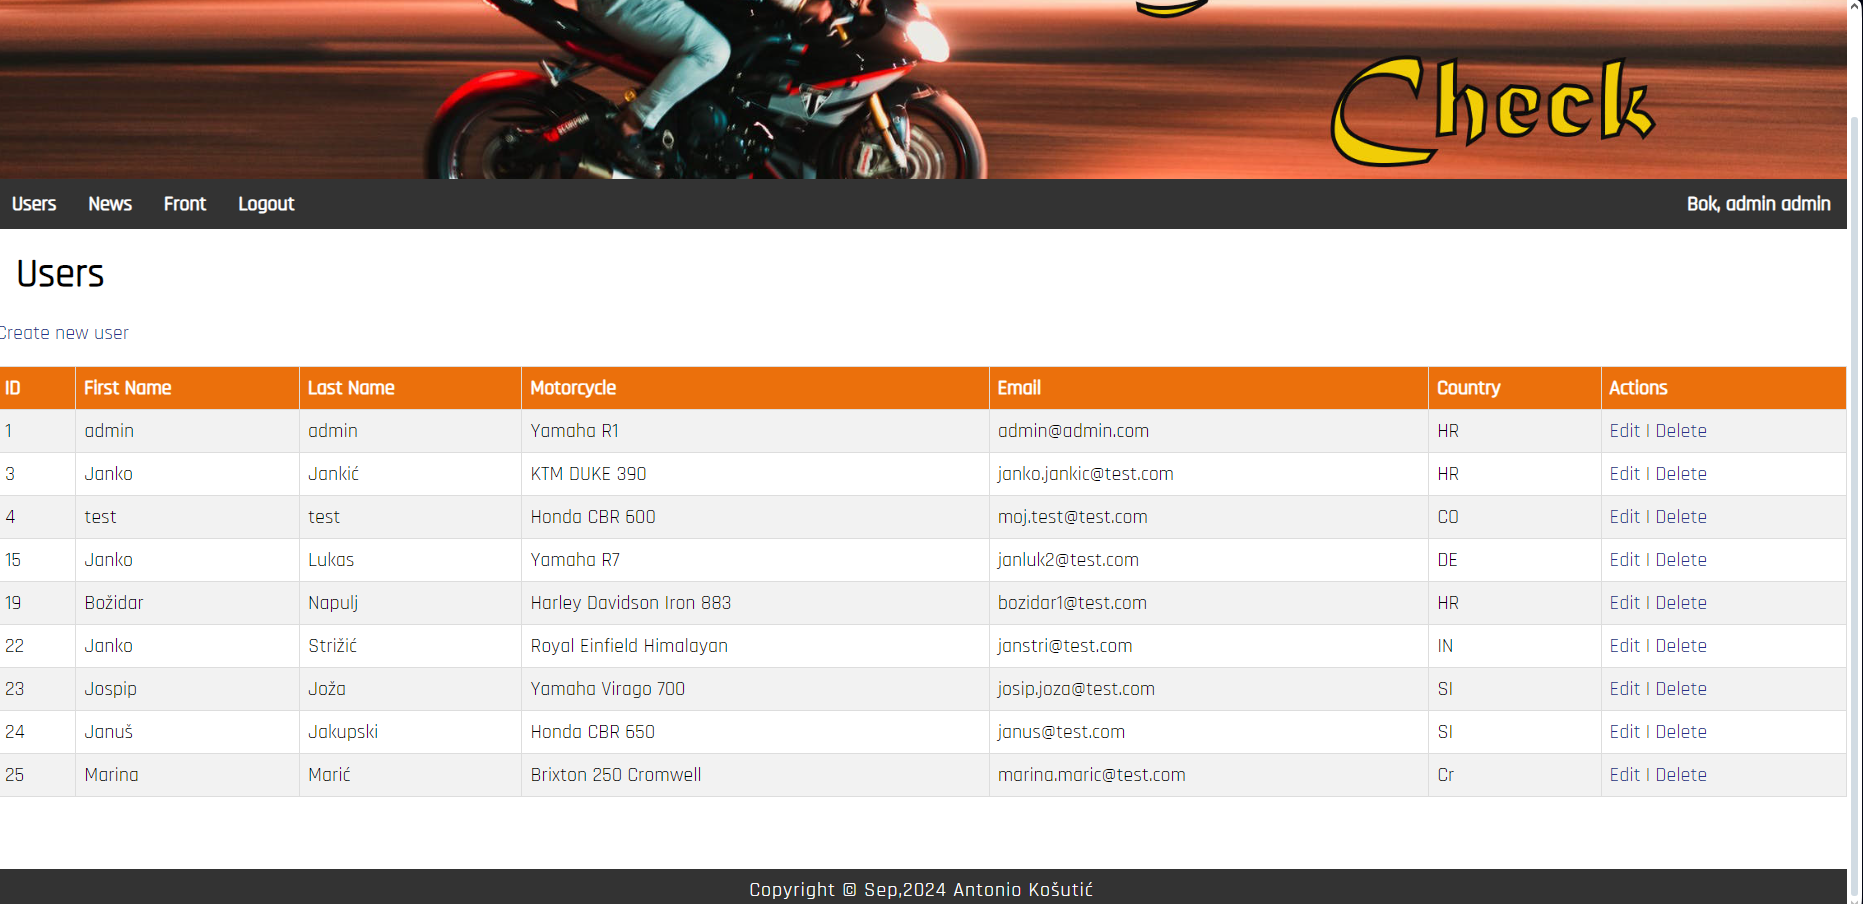 Check
Users News Front Logout Bok, admin admin
Users
Create new user
ID First Name Last Name Motorcycle Email Country Actions
1 admin admin Yamaha R1 admin@admin.com HR Edit | Delete
3 Janko Jankić KTM DUKE 390 janko.jankic@test.com HR Edit | Delete
4 test test Honda CBR 600 moj.test@test.com CO Edit | Delete
15 Janko Lukas Yamaha R7 janluk2@test.com DE Edit | Delete
19 Božidar Napulj Harley Davidson Iron 883 bozidar1@test.com HR Edit | Delete
22 Janko Strižić Royal Einfield Himalayan janstri@test.com IN Edit | Delete
23 Jospip Joža Yamaha Virago 700 josip.joza@test.com SI Edit | Delete
24 Januš Jakupski Honda CBR 650 janus@test.com SI Edit | Delete
25 Marina Marić Brixton 250 Cromwell marina.maric@test.com Cr Edit | Delete
Copyright © Sep,2024 Antonio Košutić